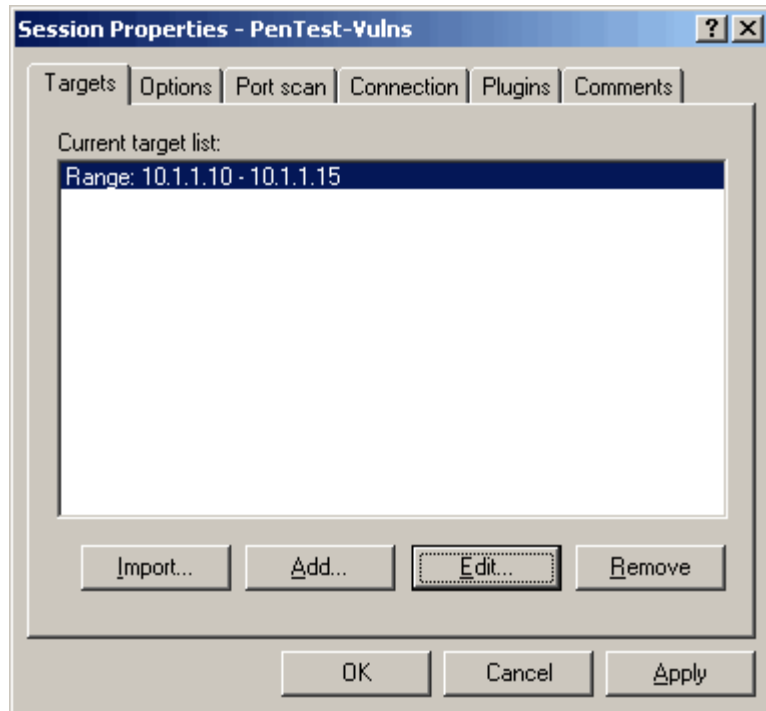 Session Properties - PenTest-Vulns
Targets Options Port scan Connection Plugins Comments
Current target list:
Range: 10.1.1.10 - 10.1.1.15
Import... Add... Edit... Remove
OK Cancel Apply